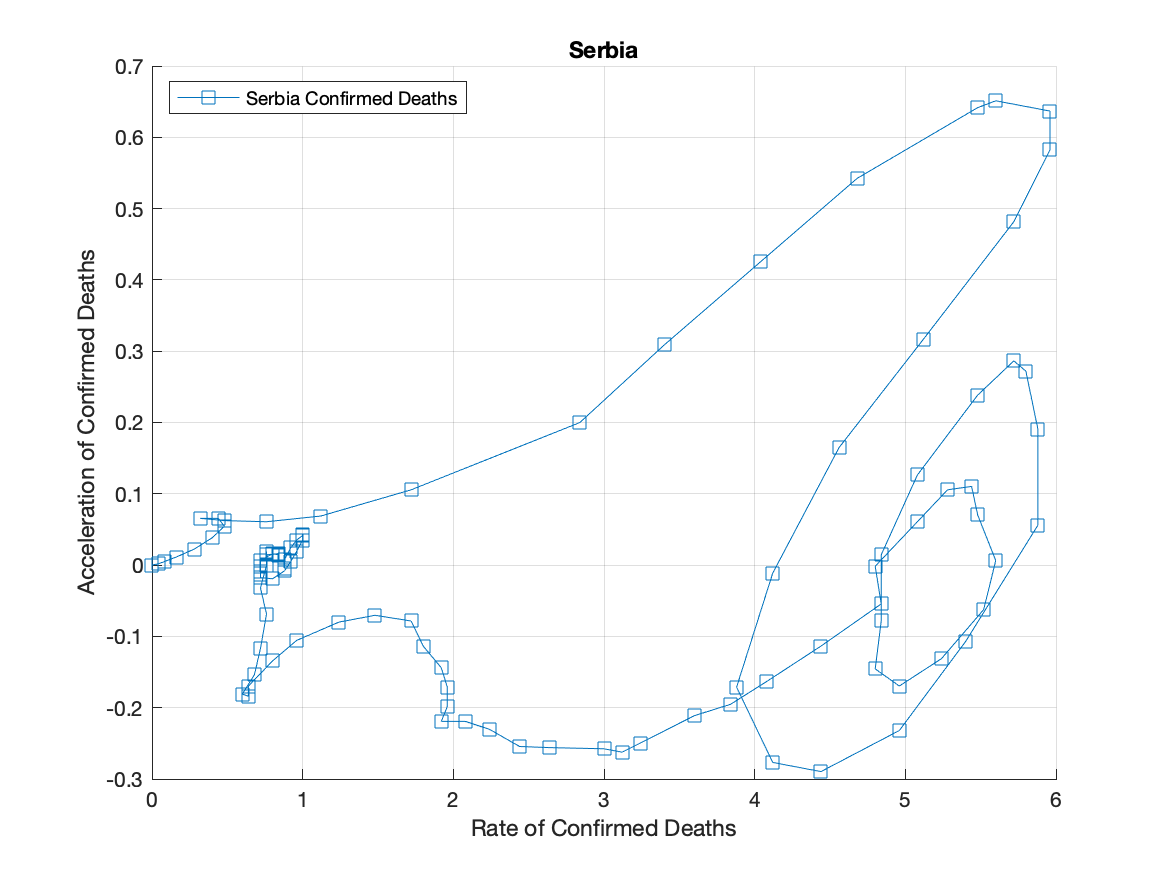 Serbia
Serbia Confirmed Deaths
0.7
0.6
0.5
0.4
0.3
0.2
0.1
0
-0.1
-0.2
-0.3
Acceleration of Confirmed Deaths
0 1 2 3 4 5 6
Rate of Confirmed Deaths